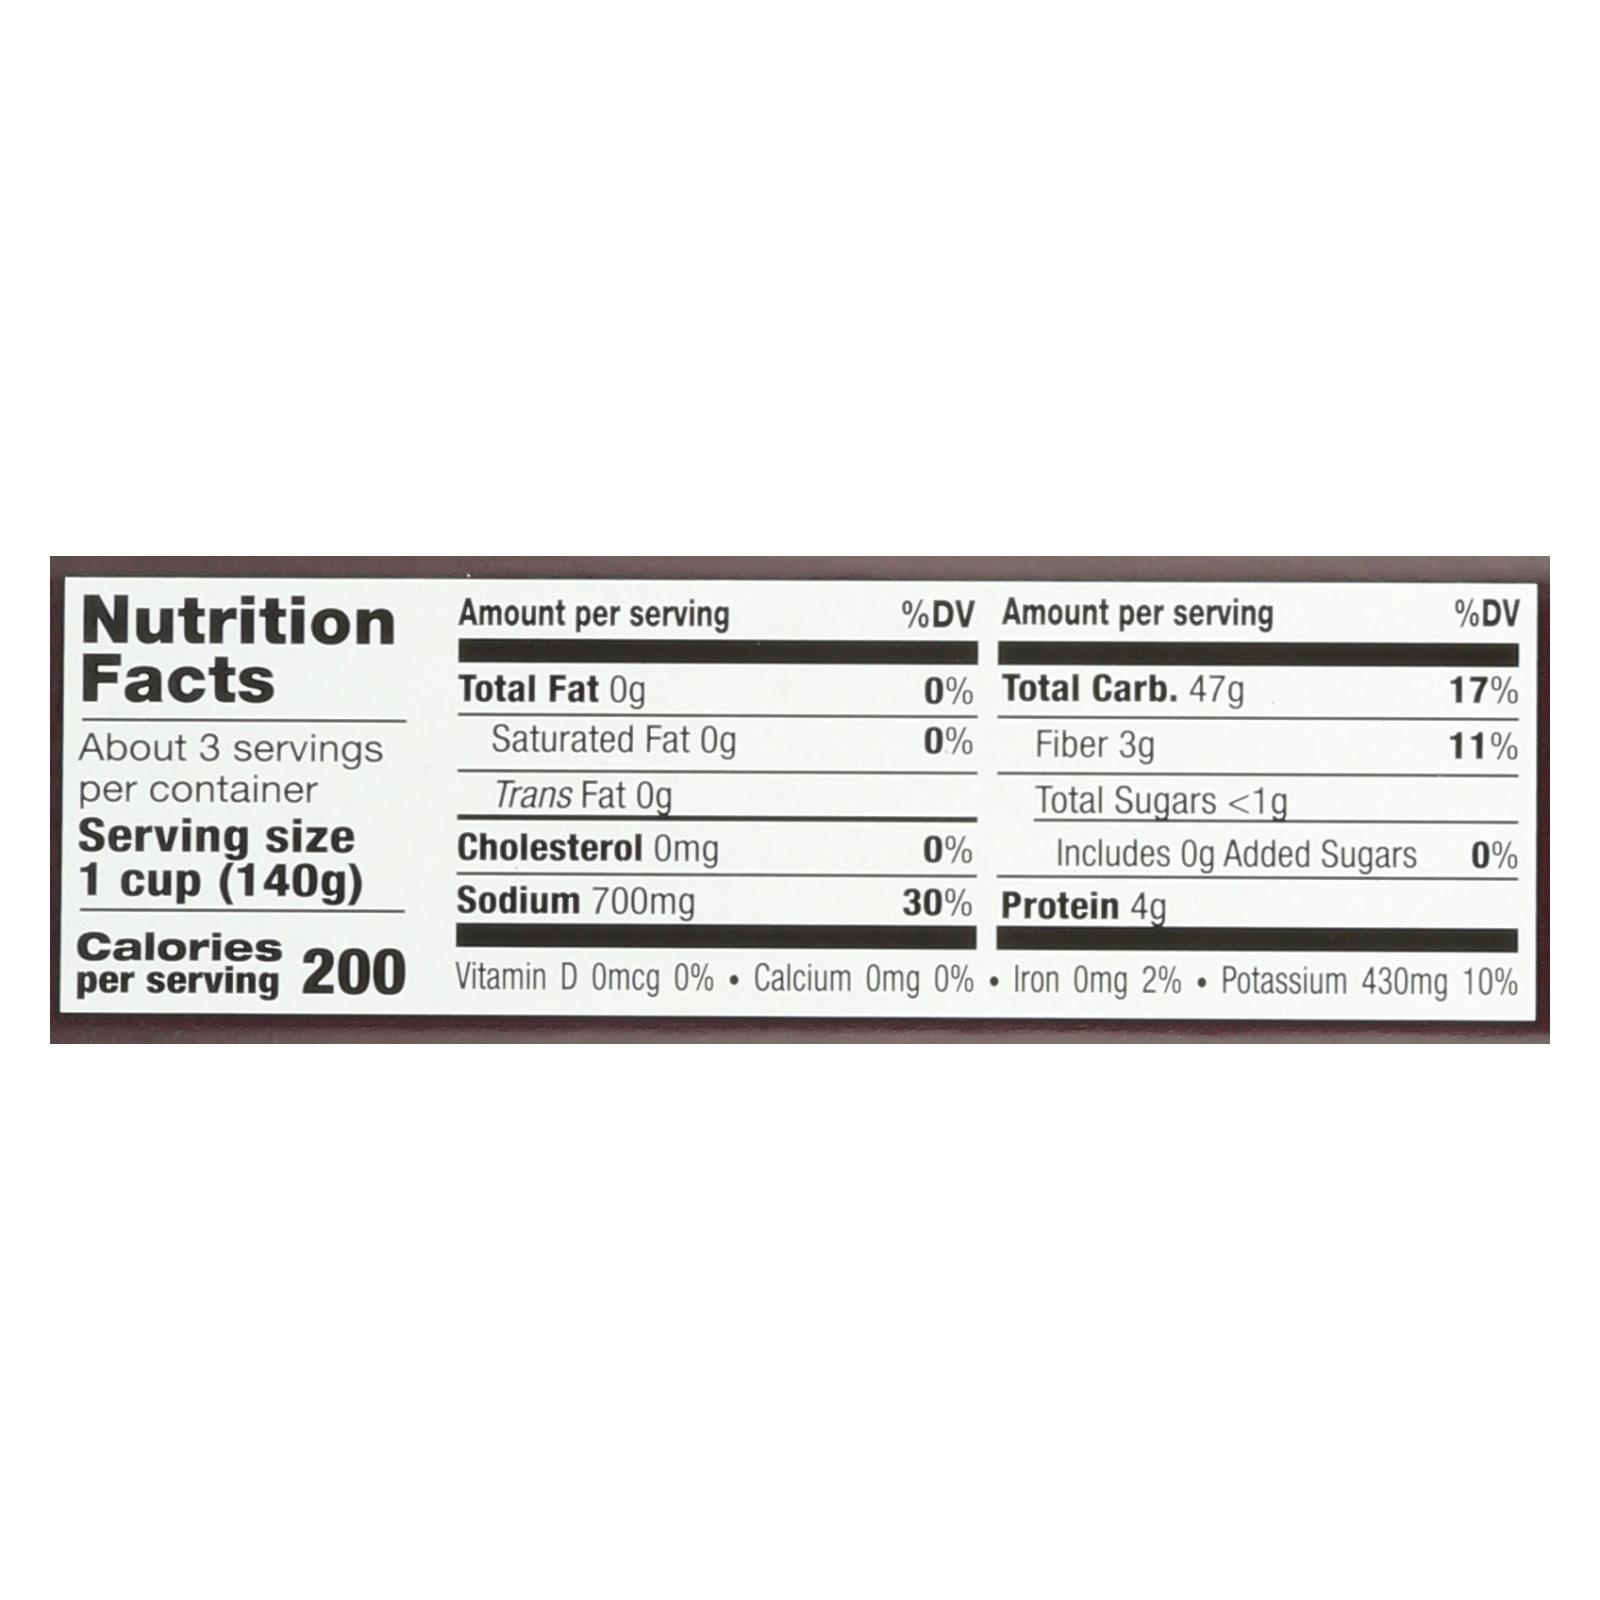 Nutrition
Facts
About 3 servings
per container
Serving size
1 cup (140g)
Calories
per serving 200
Amount per serving %DV
Total Fat 0g 0%
Saturated Fat 0g 0%
Trans Fat 0g
Cholesterol 0mg 0%
Sodium 700mg 30%
Amount per serving %DV
Total Carb. 47g 17%
Fiber 3g 11%
Total Sugars <1g
Includes 0g Added Sugars 0%
Protein 4g
Vitamin D 0mcg 0% • Calcium 0mg 0% • Iron 0mg 2% • Potassium 430mg 10%